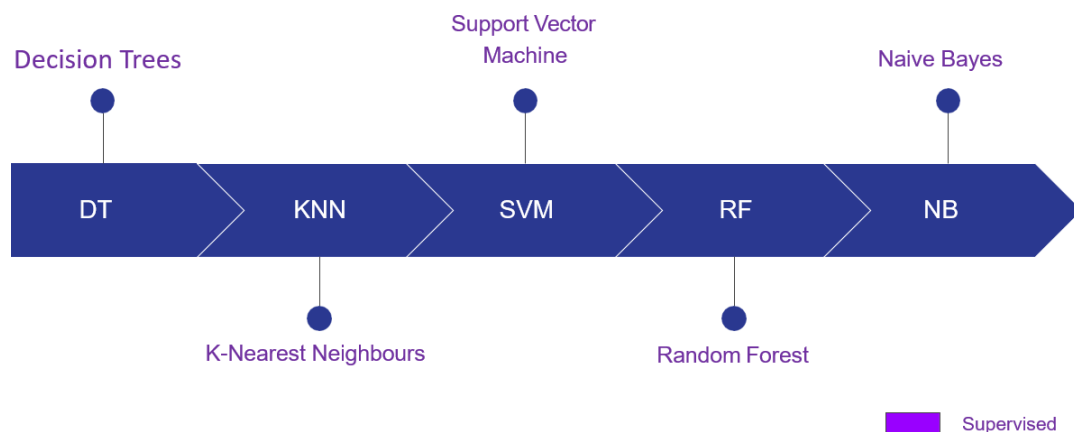 Support Vector
Machine
Decision Trees
Naive Bayes
DT
KNN
SVM
RF
NB
K-Nearest Neighbours
Random Forest
Supervised